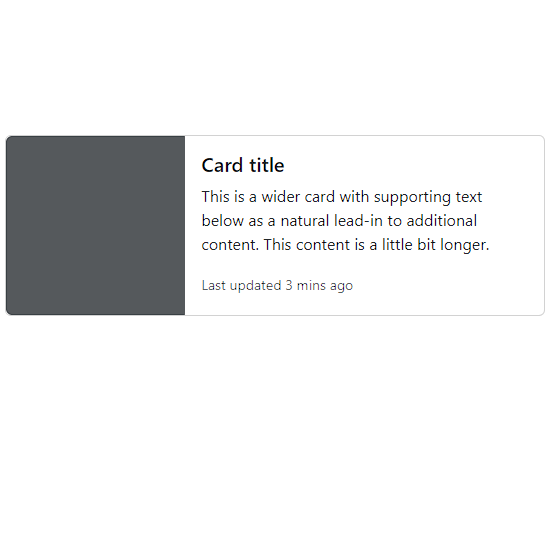 Card title
This is a wider card with supporting text
below as a natural lead-in to additional
content. This content is a little bit longer.
Last updated 3 mins ago